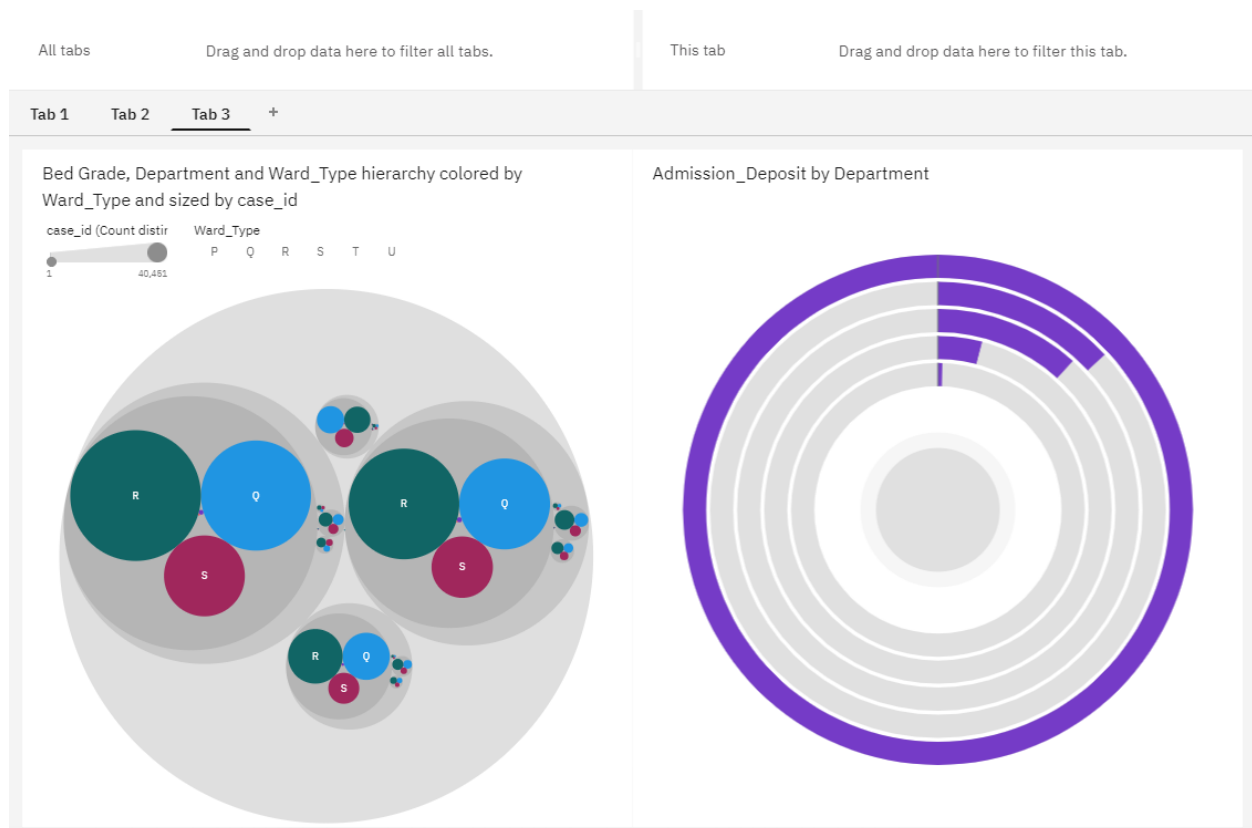 All tabs
Drag and drop data here to filter all tabs.
This tab
Drag and drop data here to filter this tab.
Tab 1
Tab 2
Tab 3
+
Bed Grade, Department and Ward_Type hierarchy colored by
Ward_Type and sized by case_id
case_id (Count distir
Ward_Type
1
40,451
P Q R S T U
R
Q
S
R
Q
S
R
Q
S
Admission_Deposit by Department